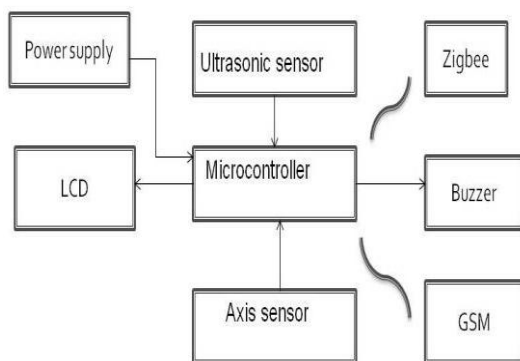 Power supply
Ultrasonic sensor
Zigbee
LCD
Microcontroller
Buzzer
Axis sensor
GSM